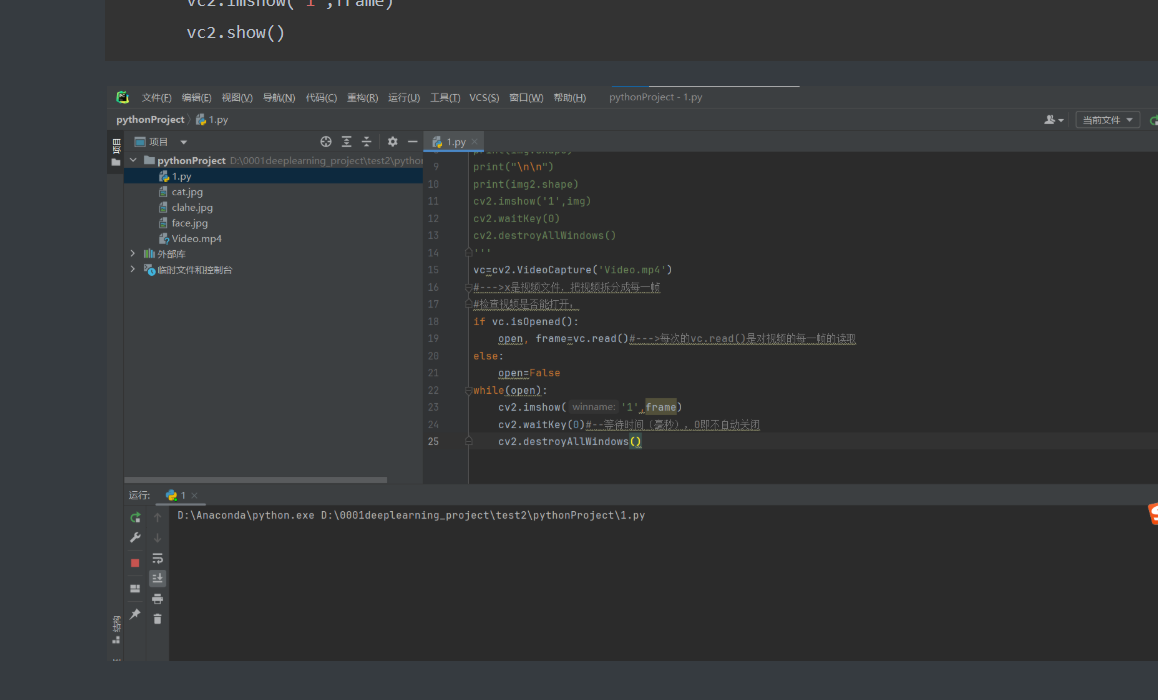 vc2.imshow('1',frame)
vc2.show()
文件(F) 编辑(E) 视图(V) 导航(N) 代码(C) 重构(R) 运行(U) 工具(T) VCS(S) 窗口(W) 帮助(H) pythonProject - 1.py
pythonProject 1.py 当前文件
项目 项目 1.py
pythonProject D:\0001deeplearning_project\test2\python
1.py
cat.jpg
clahe.jpg
face.jpg
Video.mp4
外部库
临时文件和控制台
9 print("\n\n")
10 print(img2.shape)
11 cv2.imshow('1',img)
12 cv2.waitKey(0)
13 cv2.destroyAllWindows()
14 '''
15 vc=cv2.VideoCapture('Video.mp4')
16 #--->x是视频文件，把视频拆分成每一帧
17 #检查视频是否能打开：
18 if vc.isOpened():
19 open, frame=vc.read()#--->每次的vc.read()是对视频的每一帧的读取
20 else:
21 open=False
22 while(open):
23 cv2.imshow( winname: '1',frame)
24 cv2.waitKey(0)#--等待时间（毫秒），0即不自动关闭
25 cv2.destroyAllWindows()
运行: 1
D:\Anaconda\python.exe D:\0001deeplearning_project\test2\pythonProject\1.py
结构